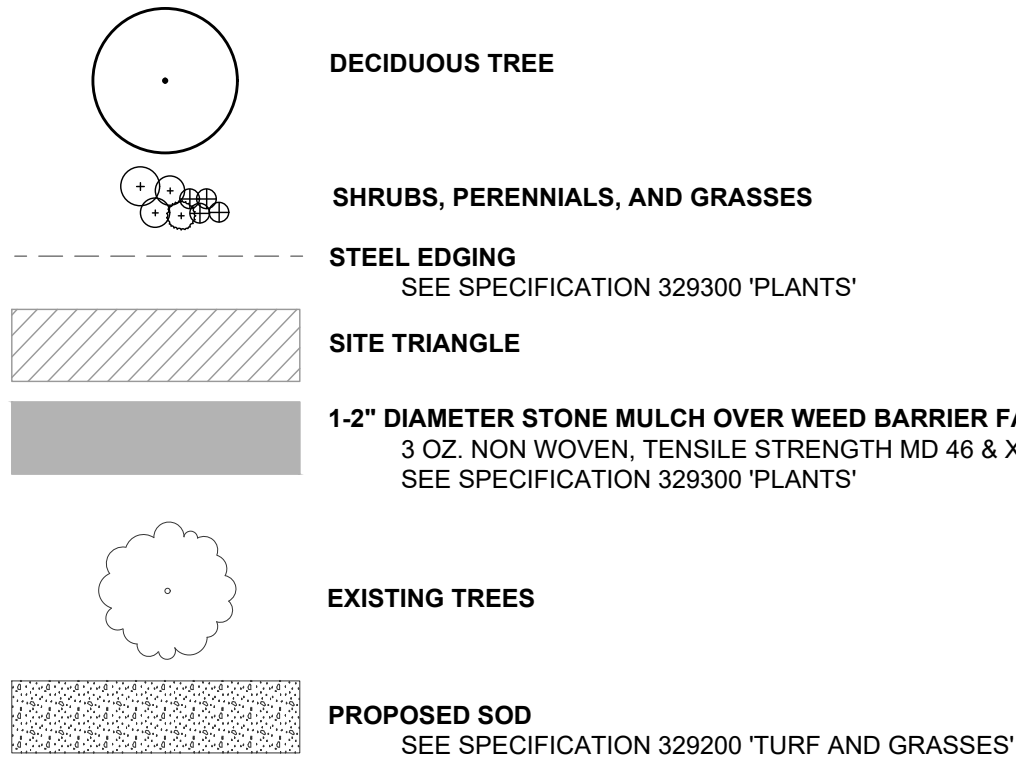 DECIDUOUS TREE
SHRUBS, PERENNIALS, AND GRASSES
STEEL EDGING
SEE SPECIFICATION 329300 'PLANTS'
SITE TRIANGLE
1-2" DIAMETER STONE MULCH OVER WEED BARRIER
3 OZ. NON WOVEN, TENSILE STRENGTH MD 46 &
SEE SPECIFICATION 329300 'PLANTS'
EXISTING TREES
PROPOSED SOD
SEE SPECIFICATION 329200 'TURF AND GRASSES'